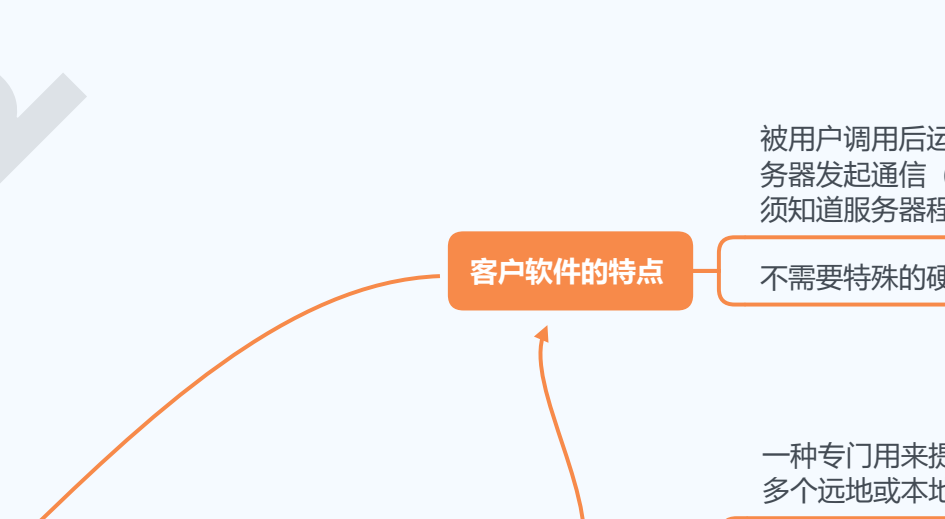 被用户调用后运
务器发起通信（
须知道服务器程
客户软件的特点
不需要特殊的硬
一种专门用来提
多个远地或本地